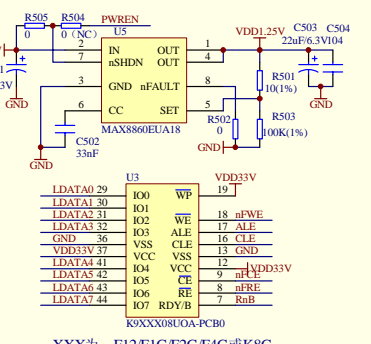 R505 R504 PWREN
0 0（NC）
U5
VDD1.25V
C503 C504
22uF/6.3V104
2 IN OUT 1
7 nSHDN OUT 4
3 GND nFAULT 8
6 CC SET 5
MAX8860EUA18
R501
10(1%)
R502
0
R503
100K(1%)
GND
GND
GND
GND
3V
C502
33nF
U3
VDD33V
LDATA0 29 IO0 WP 19
LDATA1 30 IO1
LDATA2 31 IO2 WE 18 nFWE
LDATA3 32 IO3 ALE 17 ALE
GND 36 VSS CLE 16 CLE
VDD33V 37 VCC VSS 13 GND
LDATA4 41 IO4 VCC 12 VDD33V
LDATA5 42 IO5 CE 9 nFCE
LDATA6 43 IO6 RE 8 nFRE
LDATA7 44 IO7 RDY/B 7 RnB
K9XXX08UOA-PCB0